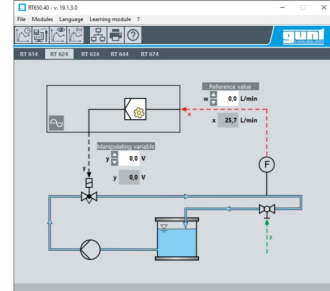 RT650.40 - v. 19.1.3.0
File Modules Language Learning module ?
gunt
RT 614 RT 624 RT 634 RT 644 RT 674
Reference value
w 0,0 L/min
x
x 25,7 L/min
Manipulating variable
y 0,0 V
y
y 0,0 V
F
z